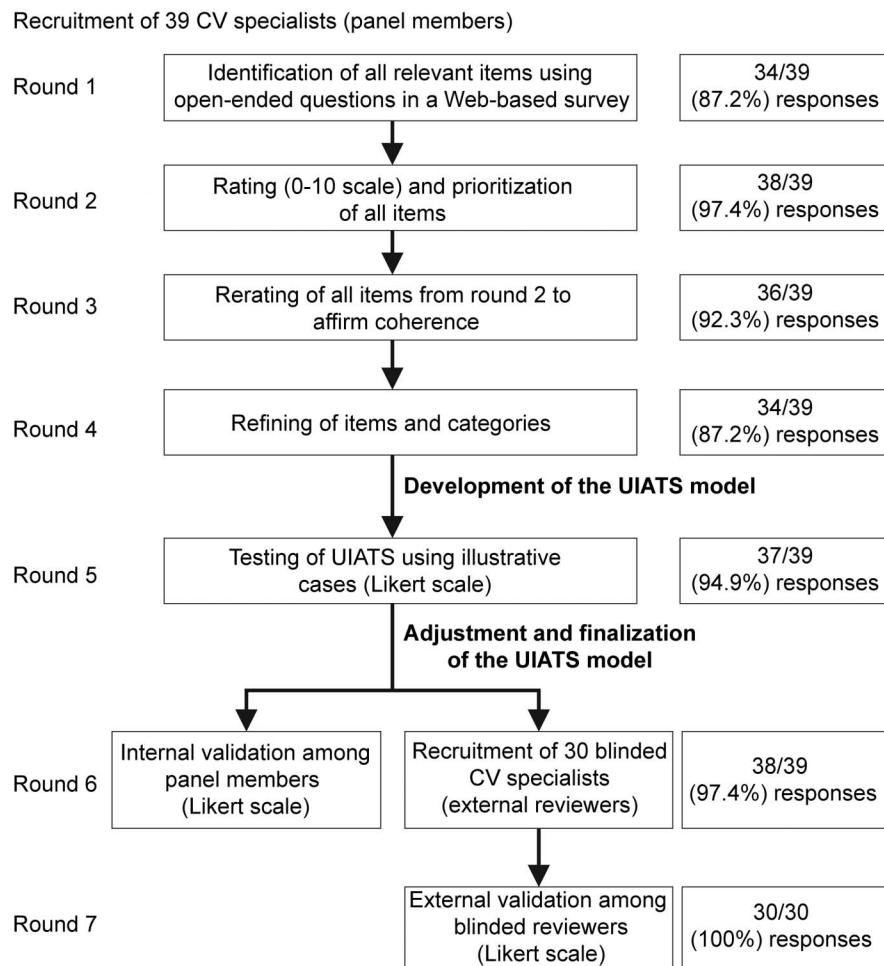 Recruitment of 39 CV specialists (panel members)
Round 1
Identification of all relevant items using
open-ended questions in a Web-based survey
34/39
(87.2%) responses
Round 2
Rating (0-10 scale) and prioritization
of all items
38/39
(97.4%) responses
Round 3
Rerating of all items from round 2 to
affirm coherence
36/39
(92.3%) responses
Round 4
Refining of items and categories
34/39
(87.2%) responses
Development of the UIATS model
Round 5
Testing of UIATS using illustrative
cases (Likert scale)
37/39
(94.9%) responses
Adjustment and finalization
of the UIATS model
Round 6
Internal validation among
panel members
(Likert scale)
Recruitment of 30 blinded
CV specialists
(external reviewers)
38/39
(97.4%) responses
Round 7
External validation among
blinded reviewers
(Likert scale)
30/30
(100%) responses